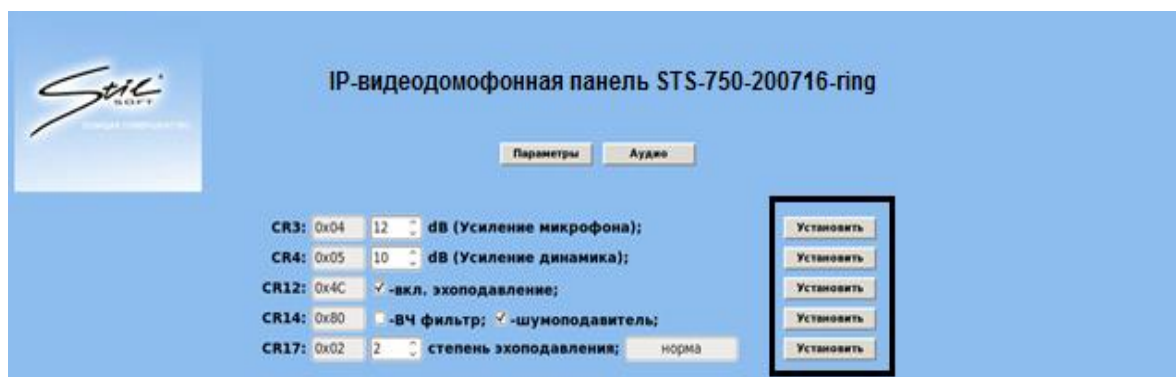 Stilsoft
IP-видеодомофонная панель STS-750-200716-ring
Параметры Аудио
CR3: 0x04 12 dB (Усиление микрофона); Установить
CR4: 0x05 10 dB (Усиление динамика); Установить
CR12: 0x4C -вкл. эхоподавление; Установить
CR14: 0x80 -ВЧ фильтр; -шумоподавитель; Установить
CR17: 0x02 2 степень эхоподавления; норма Установить